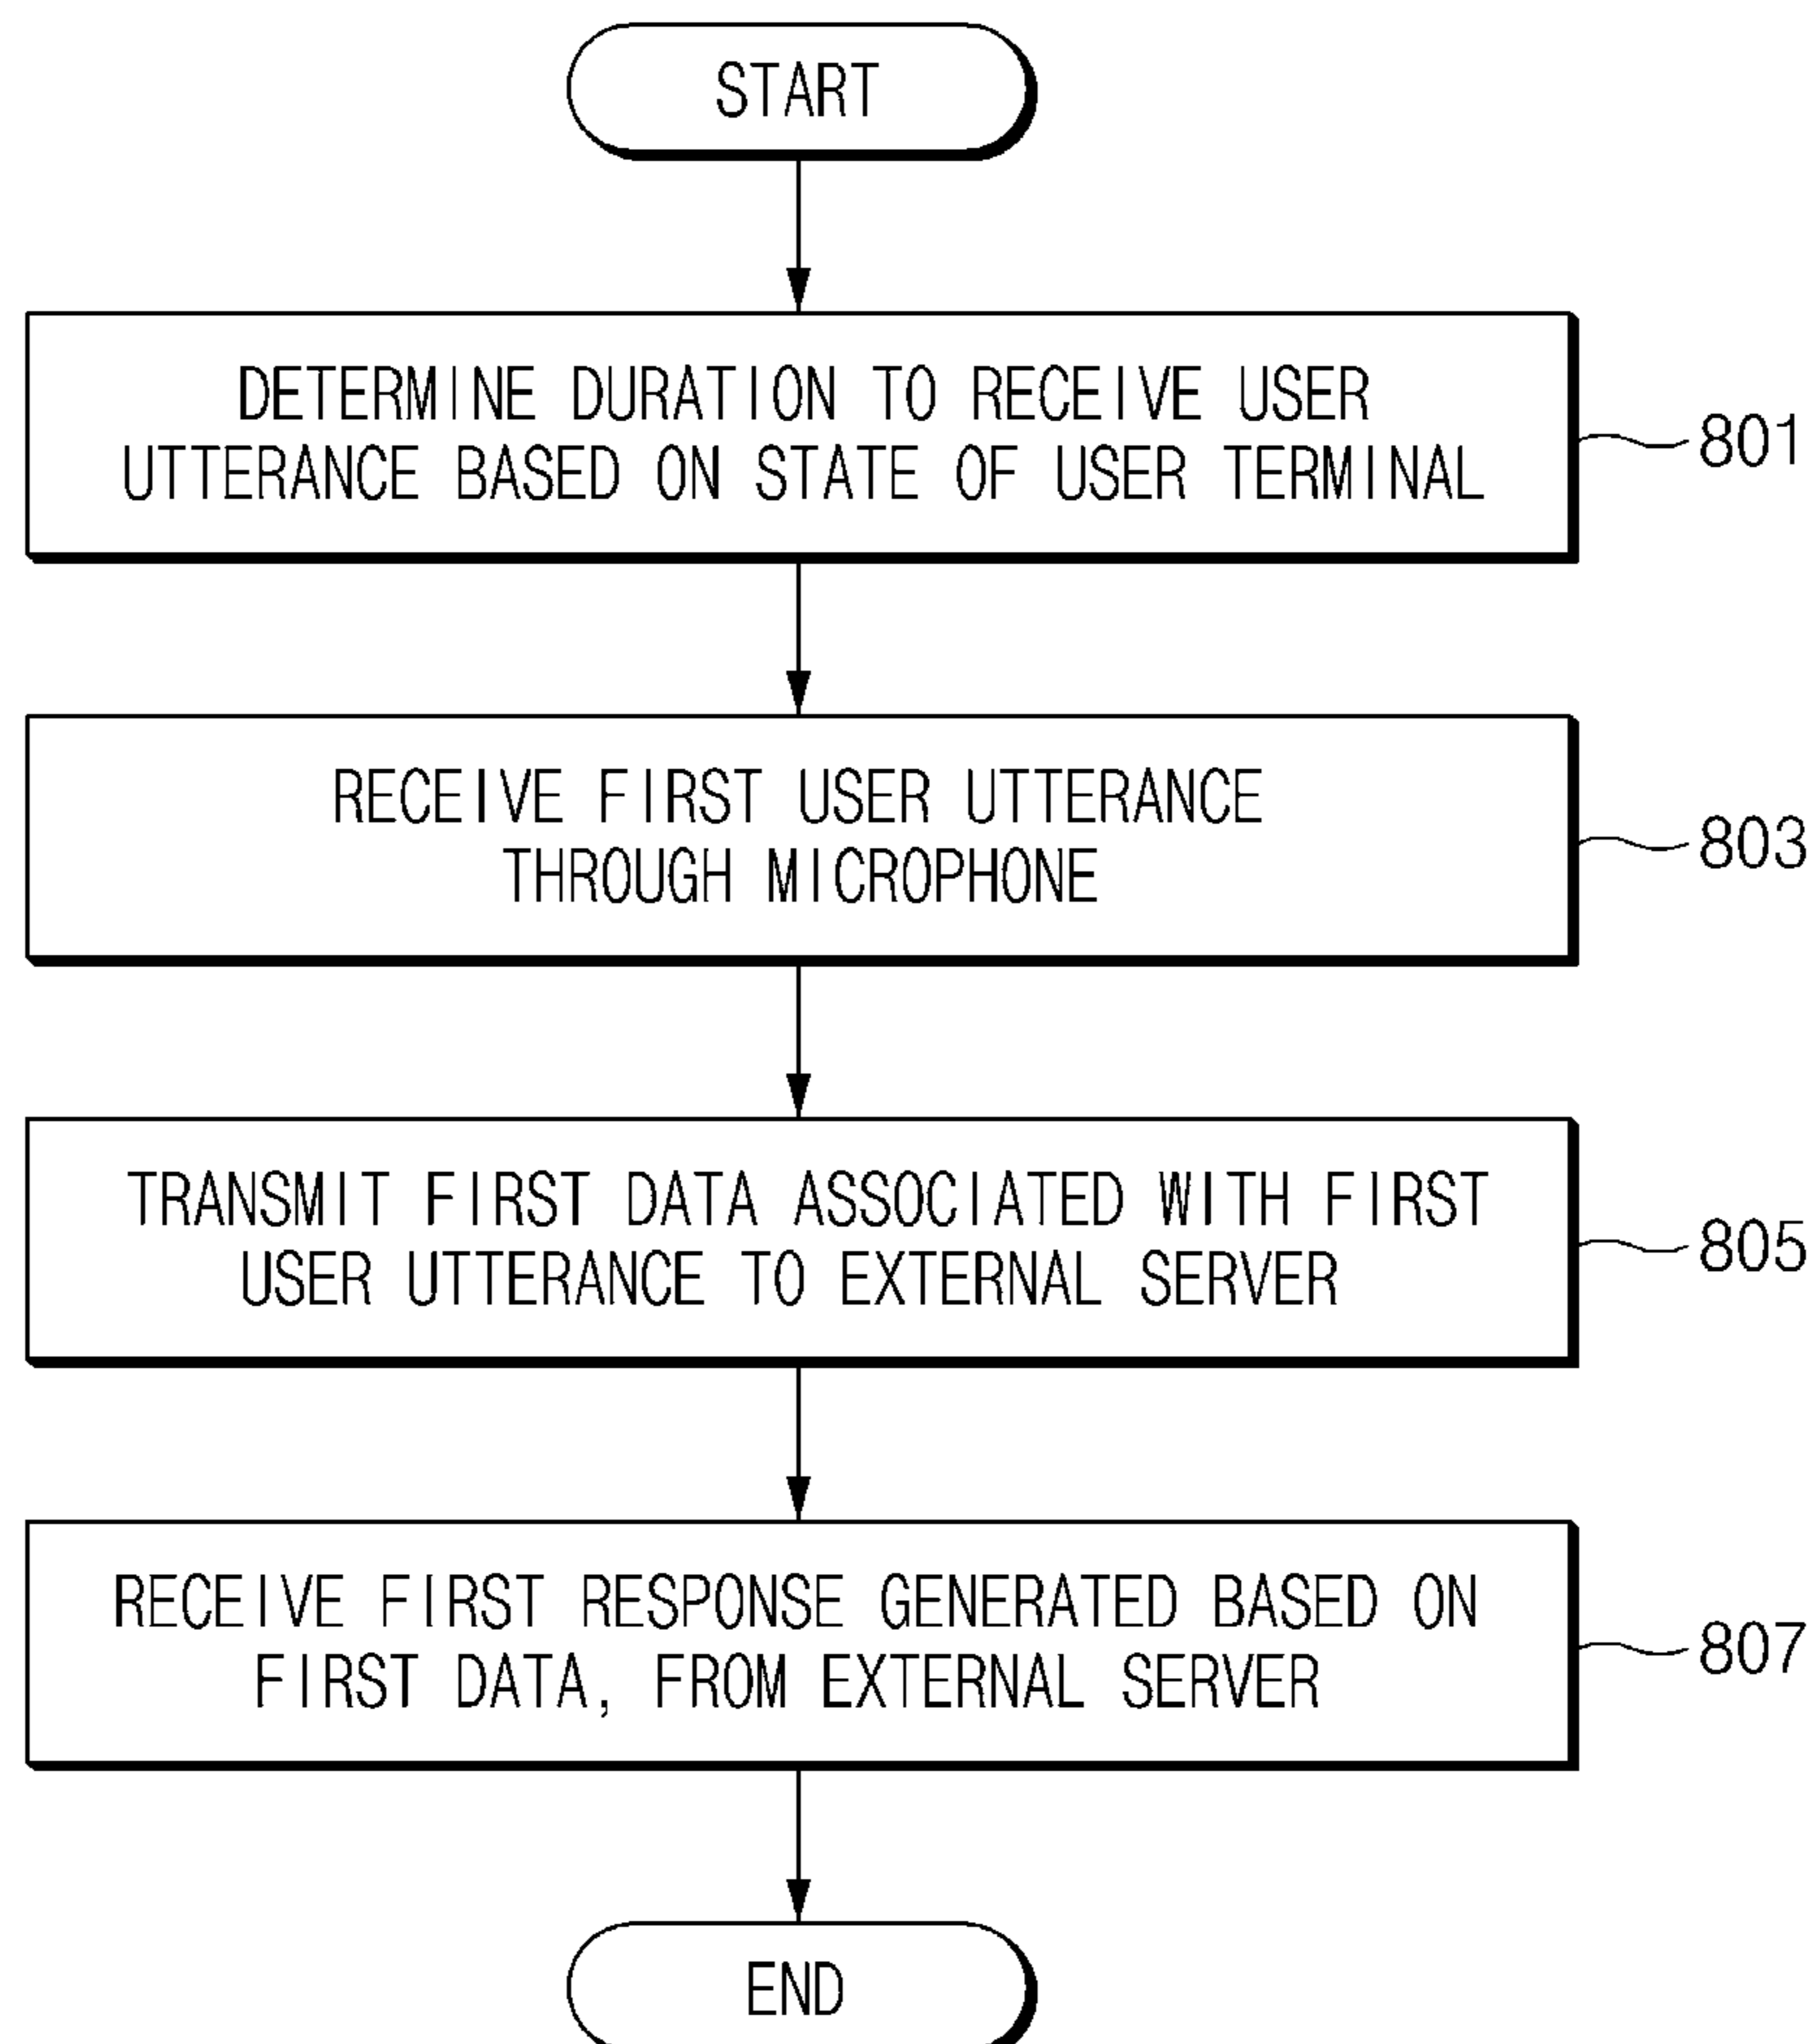 START
DETERMINE DURATION TO RECEIVE USER
UTTERANCE BASED ON STATE OF USER TERMINAL
801
RECEIVE FIRST USER UTTERANCE
THROUGH MICROPHONE
803
TRANSMIT FIRST DATA ASSOCIATED WITH FIRST
USER UTTERANCE TO EXTERNAL SERVER
805
RECEIVE FIRST RESPONSE GENERATED BASED ON
FIRST DATA, FROM EXTERNAL SERVER
807
END